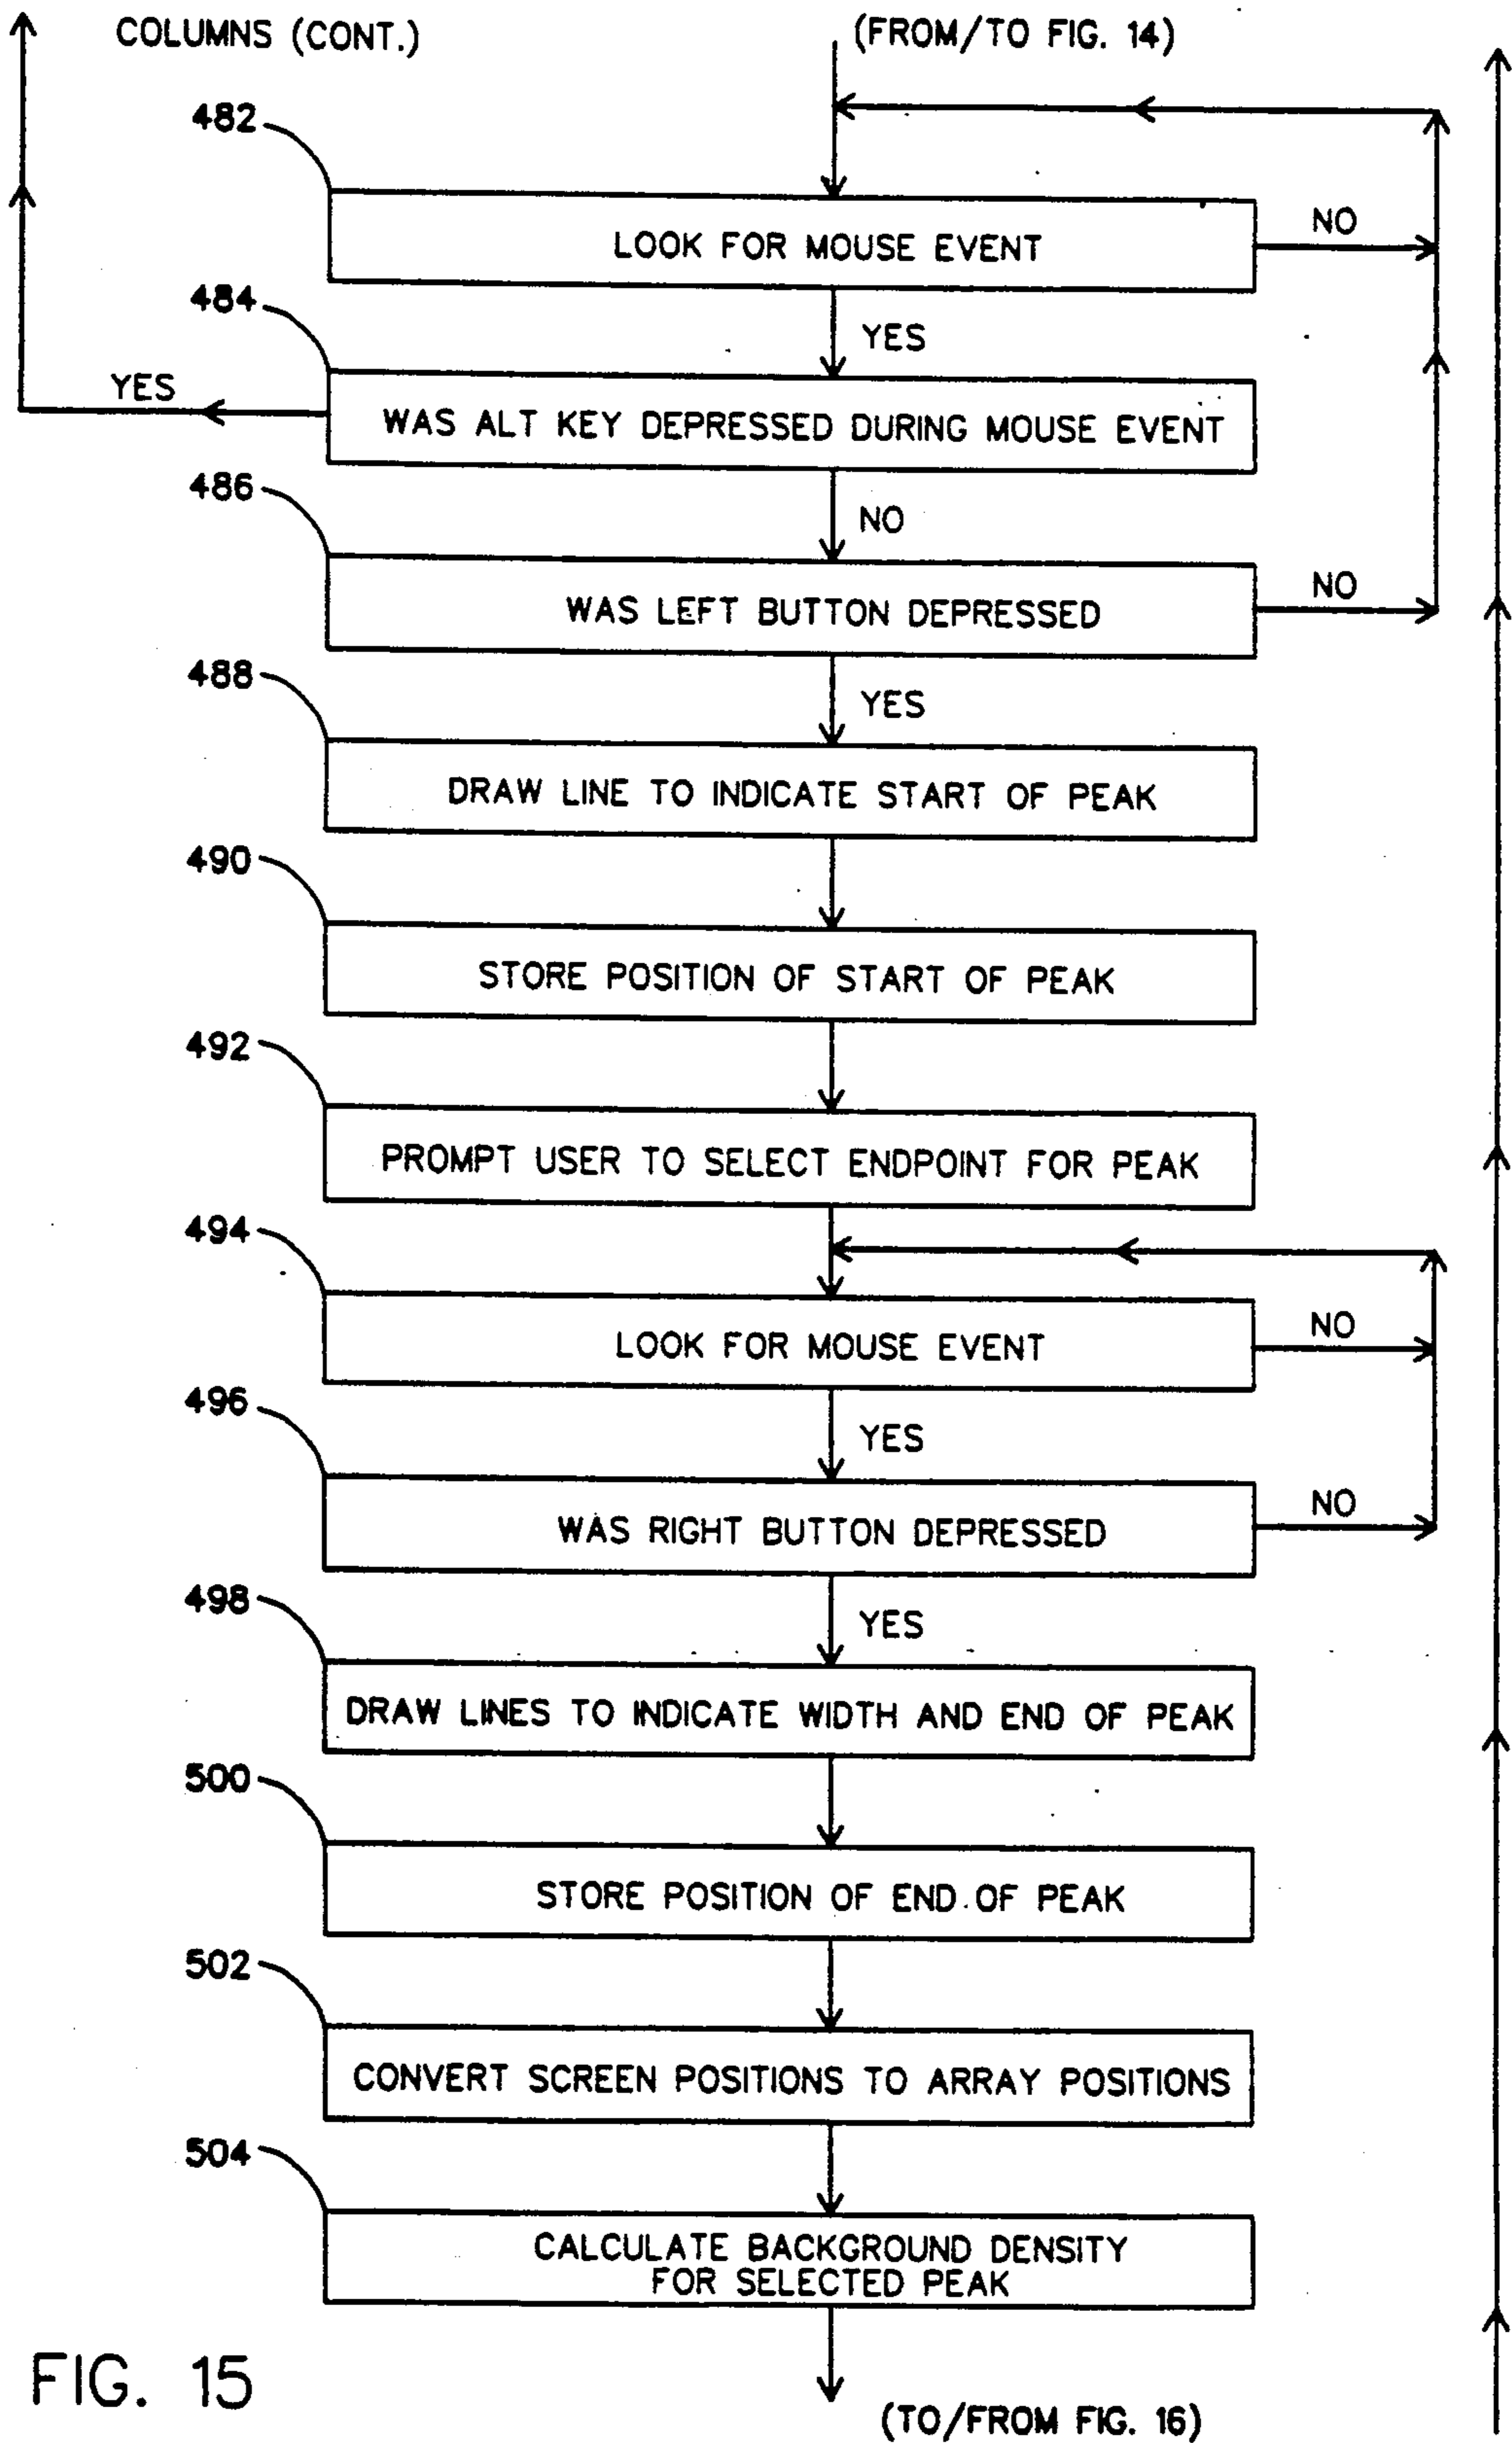 COLUMNS (CONT.)
(FROM/TO FIG. 14)
482
LOOK FOR MOUSE EVENT
NO
YES
484
WAS ALT KEY DEPRESSED DURING MOUSE EVENT
YES
NO
486
WAS LEFT BUTTON DEPRESSED
NO
YES
488
DRAW LINE TO INDICATE START OF PEAK
490
STORE POSITION OF START OF PEAK
492
PROMPT USER TO SELECT ENDPOINT FOR PEAK
494
LOOK FOR MOUSE EVENT
NO
YES
496
WAS RIGHT BUTTON DEPRESSED
NO
YES
498
DRAW LINES TO INDICATE WIDTH AND END OF PEAK
500
STORE POSITION OF END OF PEAK
502
CONVERT SCREEN POSITIONS TO ARRAY POSITIONS
504
CALCULATE BACKGROUND DENSITY
FOR SELECTED PEAK
FIG. 15
(TO/FROM FIG. 16)